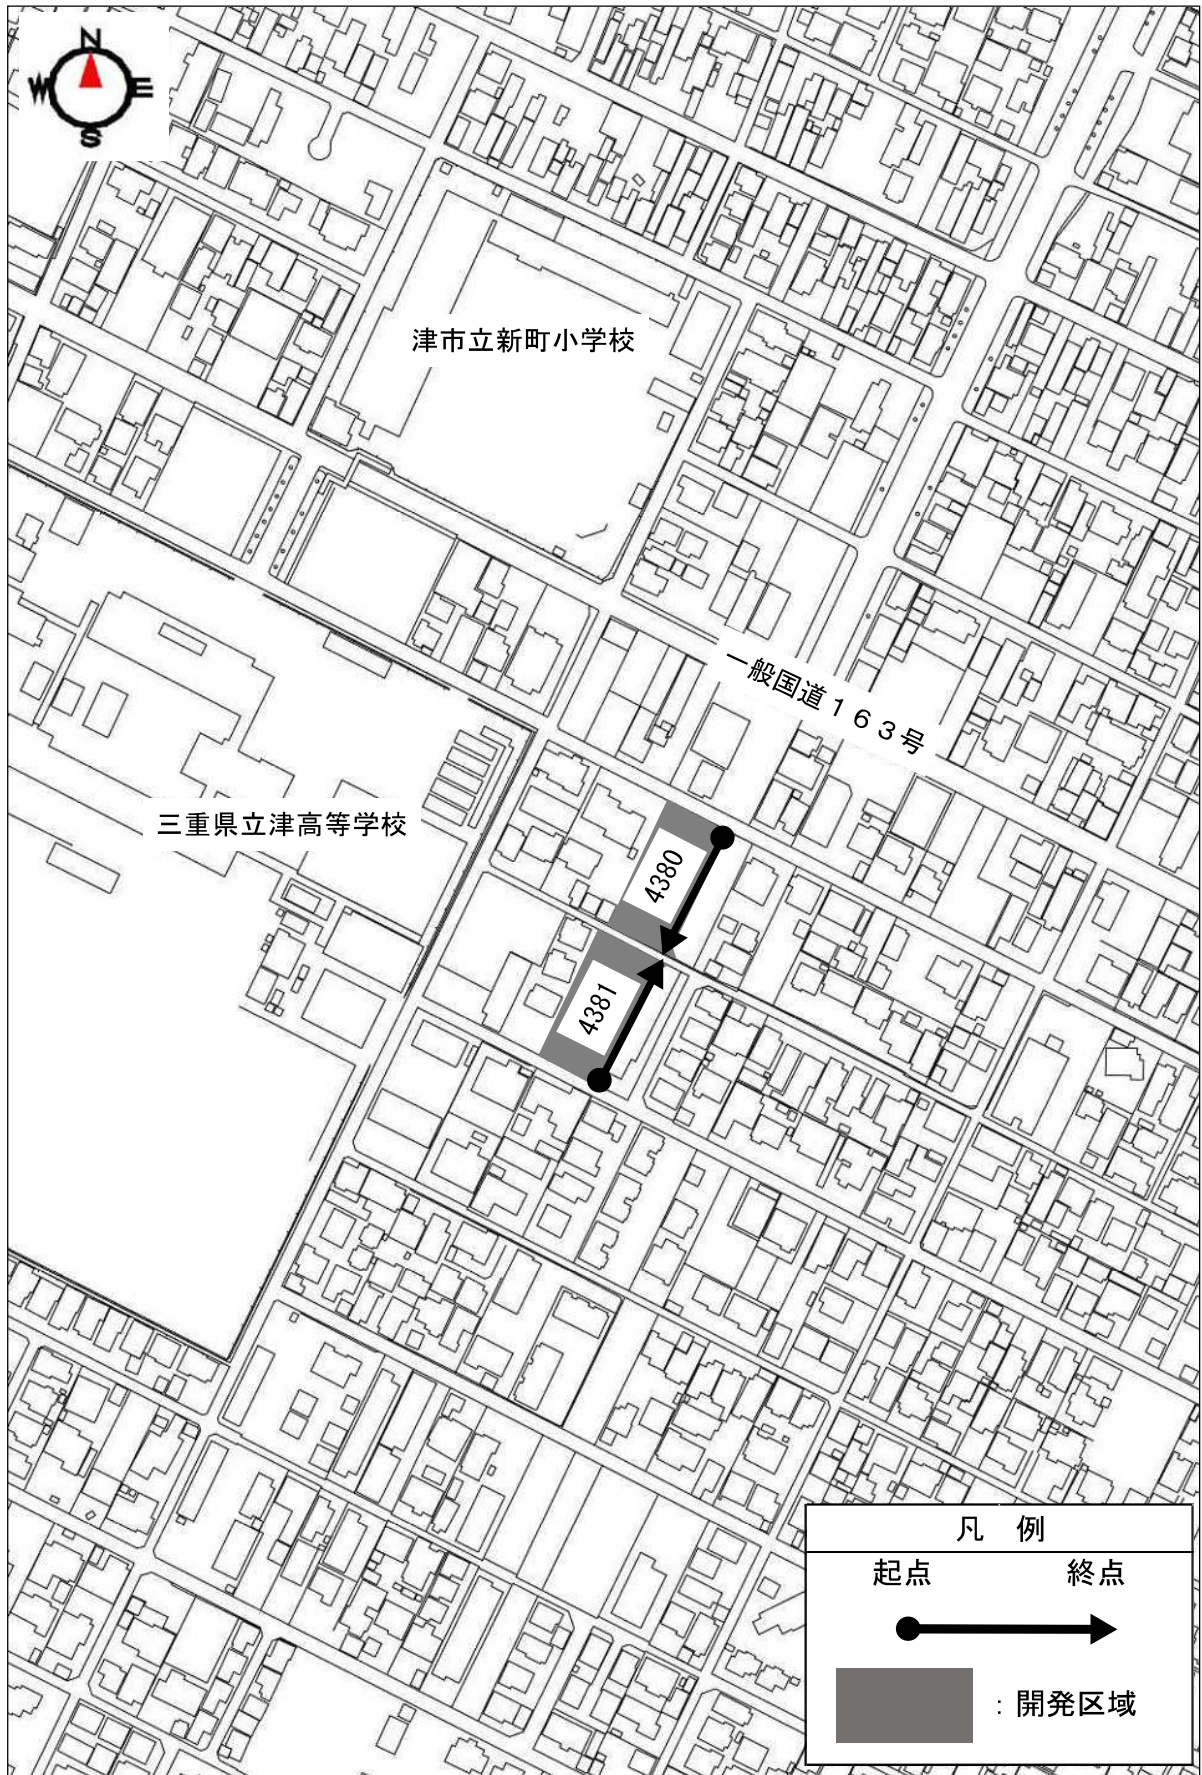 N
W E
S
津市立新町小学校
一般国道163号
三重県立津高等学校
4380
4381
凡 例
起点 終点
：開発区域